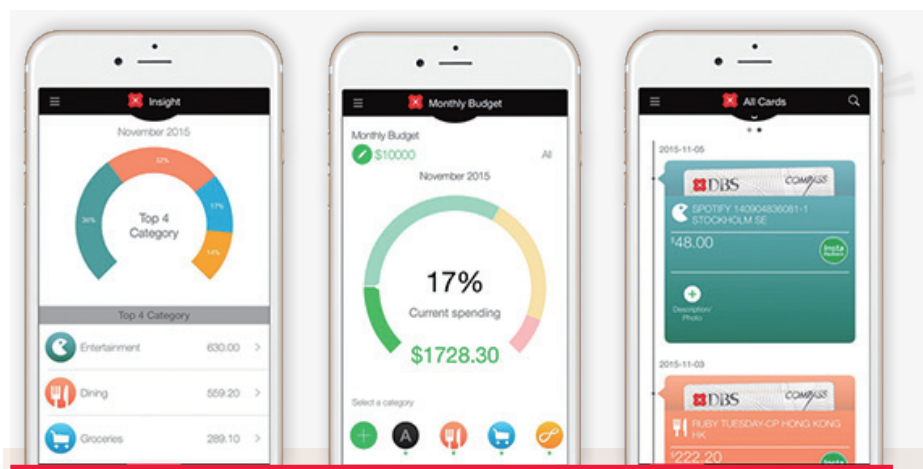 Insight
November 2015
36%
32%
17%
14%
Top 4
Category
Top 4 Category
Entertainment 630.00 >
Dining 559.20 >
Groceries 289.10 >
Monthly Budget
Monthly Budget
$10000 All
November 2015
17%
Current spending
$1728.30
Select a category
A
All Cards
2015-11-05
DBS COMPASS
SPOTIFY 140904836081-1
STOCKHOLM SE
$48.00
Insta
Redeem
Description/
Photo
2015-11-03
DBS COMPASS
RUBY TUESDAY-CP HONG KONG
HK
$222.20
Insta